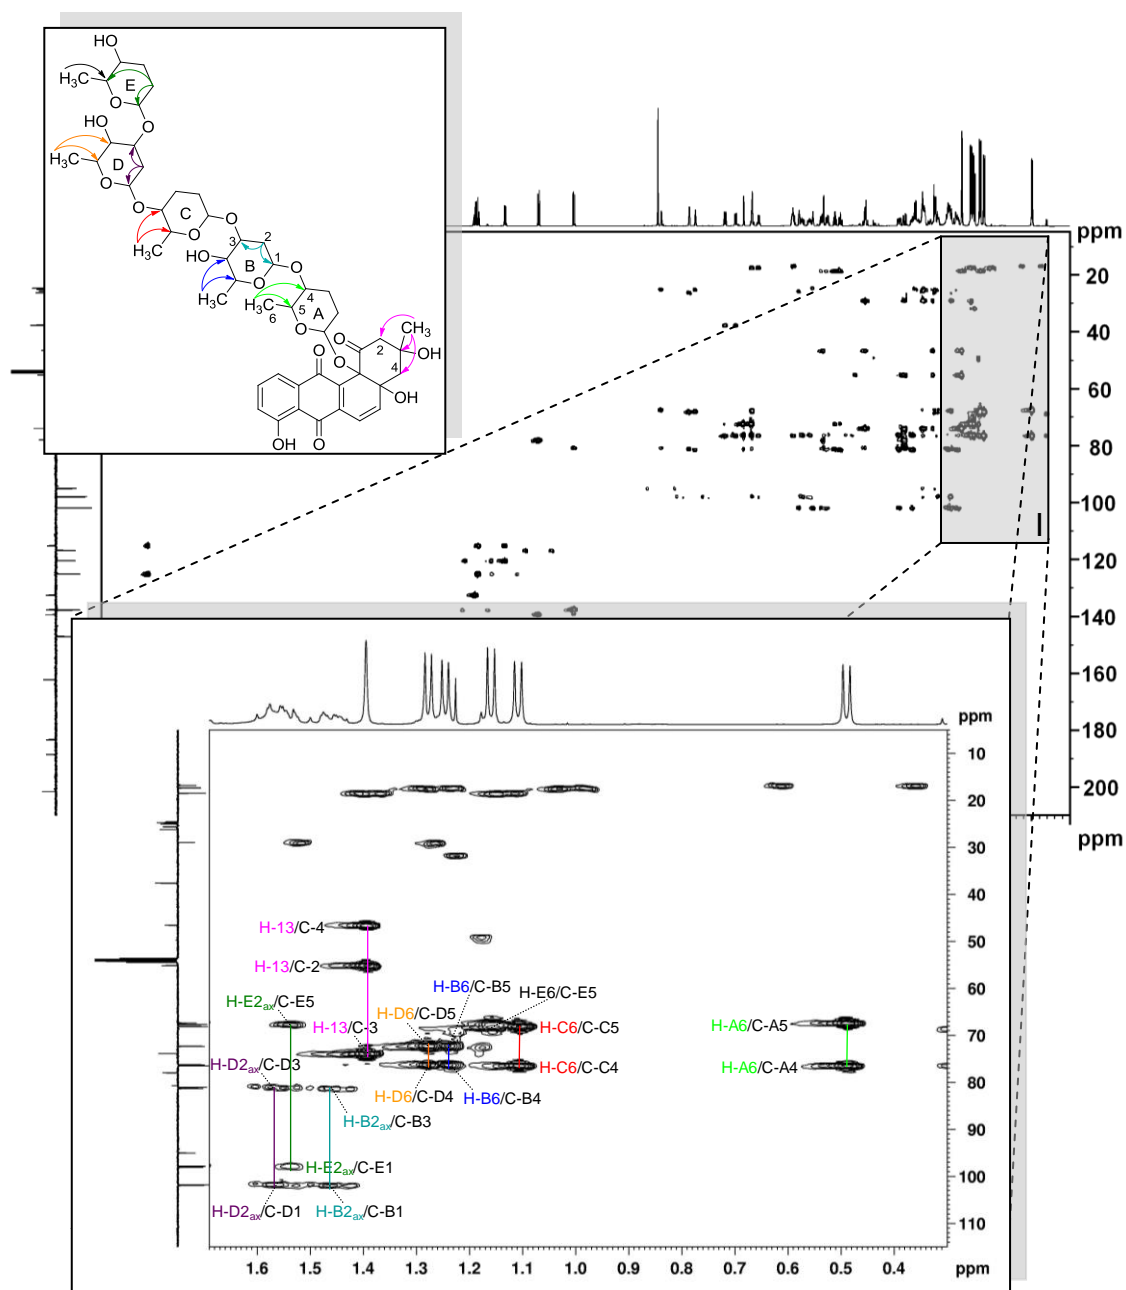 HO
H₃C
E
O
O
HO
H₃C
D
O
O
C
O
O
H₃C
3
2
HO
B
1
O
O
H₃C
4
H₃C
5
A
6
O
O
CH₃
2
O
O
OH
4
O
OH
OH
O
ppm
20
40
60
80
100
120
140
160
180
200
ppm
ppm
10
20
30
40
50
60
70
80
90
100
110
H-13/C-4
H-13/C-2
H-E2ax/C-E5
H-13/C-3
H-D6/C-D5
H-B6/C-B5
H-E6/C-E5
H-C6/C-C5
H-A6/C-A5
H-D2ax/C-D3
H-D6/C-D4
H-B6/C-B4
H-C6/C-C4
H-A6/C-A4
H-B2ax/C-B3
H-E2ax/C-E1
H-D2ax/C-D1
H-B2ax/C-B1
1.6 1.5 1.4 1.3 1.2 1.1 1.0 0.9 0.6 0.7 0.6 0.5 0.4 ppm